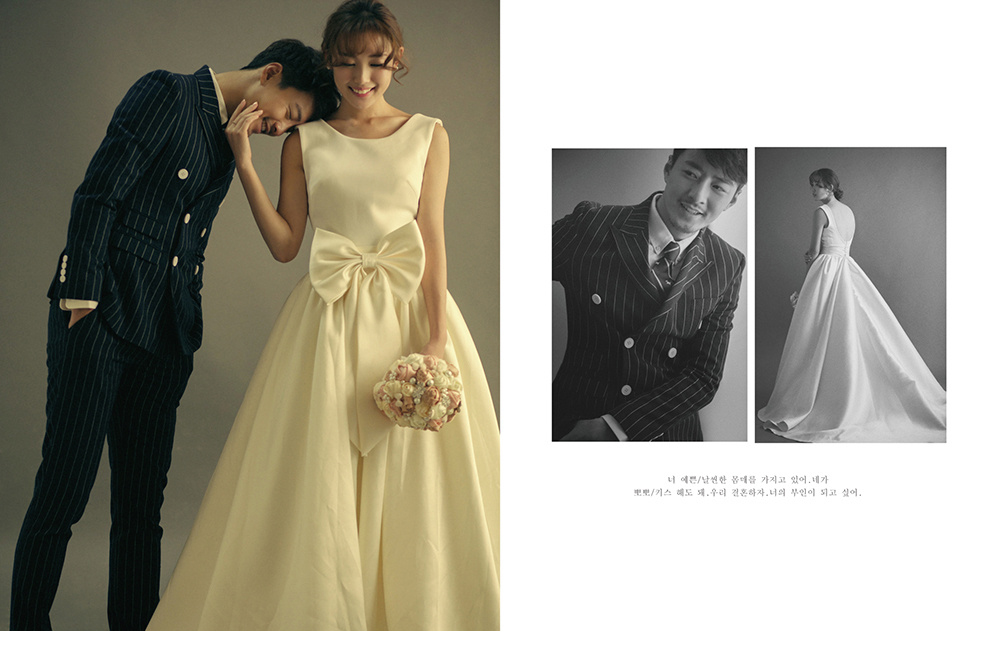 너 예쁜/날씬한 몸매를 가지고 있어.네가
뽀뽀/기스 해도 돼.우리 결혼하자.너의 부인이 되고 싶어.